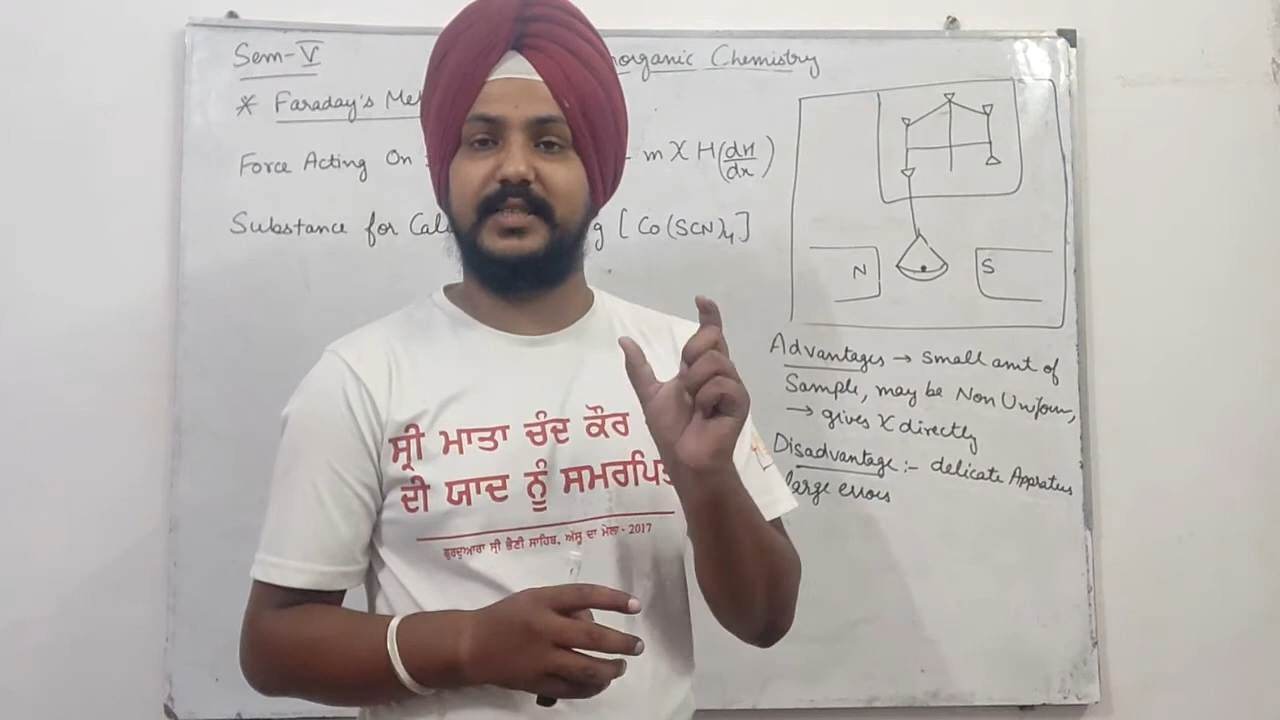 Sem-V
organic Chemistry
* Faraday's Me
Force Acting On m X H(dH/dx)
Substance for Cal g [Co(SCN)4]
N S
Advantages → small amt of
Sample, may be Non Uniform,
→ gives X directly
Disadvantage :- delicate Appratus
large errors
ਸ੍ਰੀ ਮਾਤਾ ਚੰਦ ਕੌਰ
ਦੀ ਯਾਦ ਨੂੰ ਸਮਰਪਿਤ
ਗੁਰਦੁਆਰਾ ਸ੍ਰੀ ਭੈਣੀ ਸਾਹਿਬ, ਅੱਸੂ ਦਾ ਮੇਲਾ - 2017